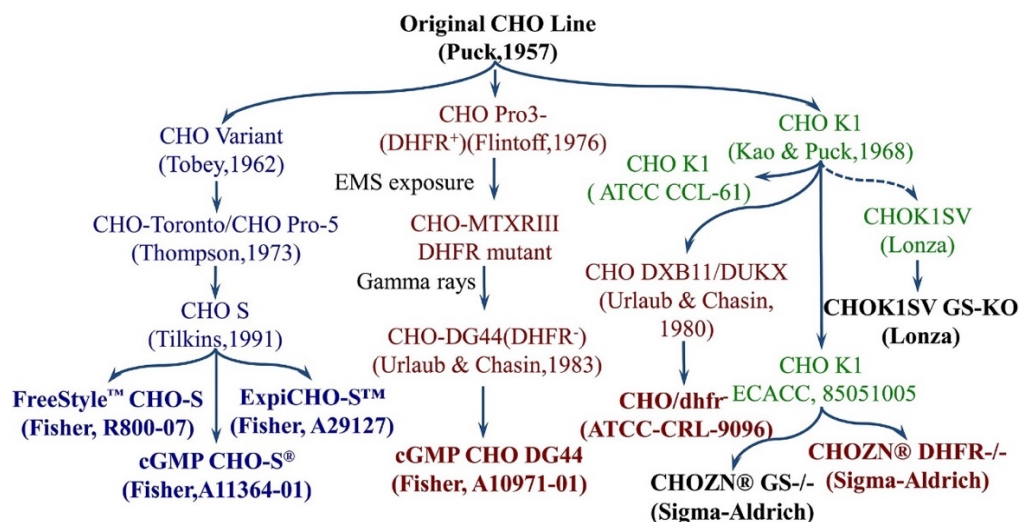 Original CHO Line
(Puck,1957)
CHO Variant
(Tobey,1962)
CHO-Toronto/CHO Pro-5
(Thompson,1973)
CHO S
(Tilkins,1991)
FreeStyle™ CHO-S
(Fisher, R800-07)
ExpiCHO-S™
(Fisher, A29127)
cGMP CHO-S®
(Fisher,A11364-01)
CHO Pro3-
(DHFR⁺)(Flintoff,1976)
EMS exposure
CHO-MTXRIII
DHFR mutant
Gamma rays
CHO-DG44(DHFR⁻)
(Urlaub & Chasin,1983)
cGMP CHO DG44
(Fisher, A10971-01)
CHO K1
(Kao & Puck,1968)
CHO K1
( ATCC CCL-61)
CHO DXB11/DUKX
(Urlaub & Chasin,
1980)
CHO/dhfr⁻
(ATCC-CRL-9096)
CHOK1SV
(Lonza)
CHOK1SV GS-KO
(Lonza)
CHO K1
ECACC, 85051005
CHOZN® GS-/-
(Sigma-Aldrich)
CHOZN® DHFR-/-
(Sigma-Aldrich)